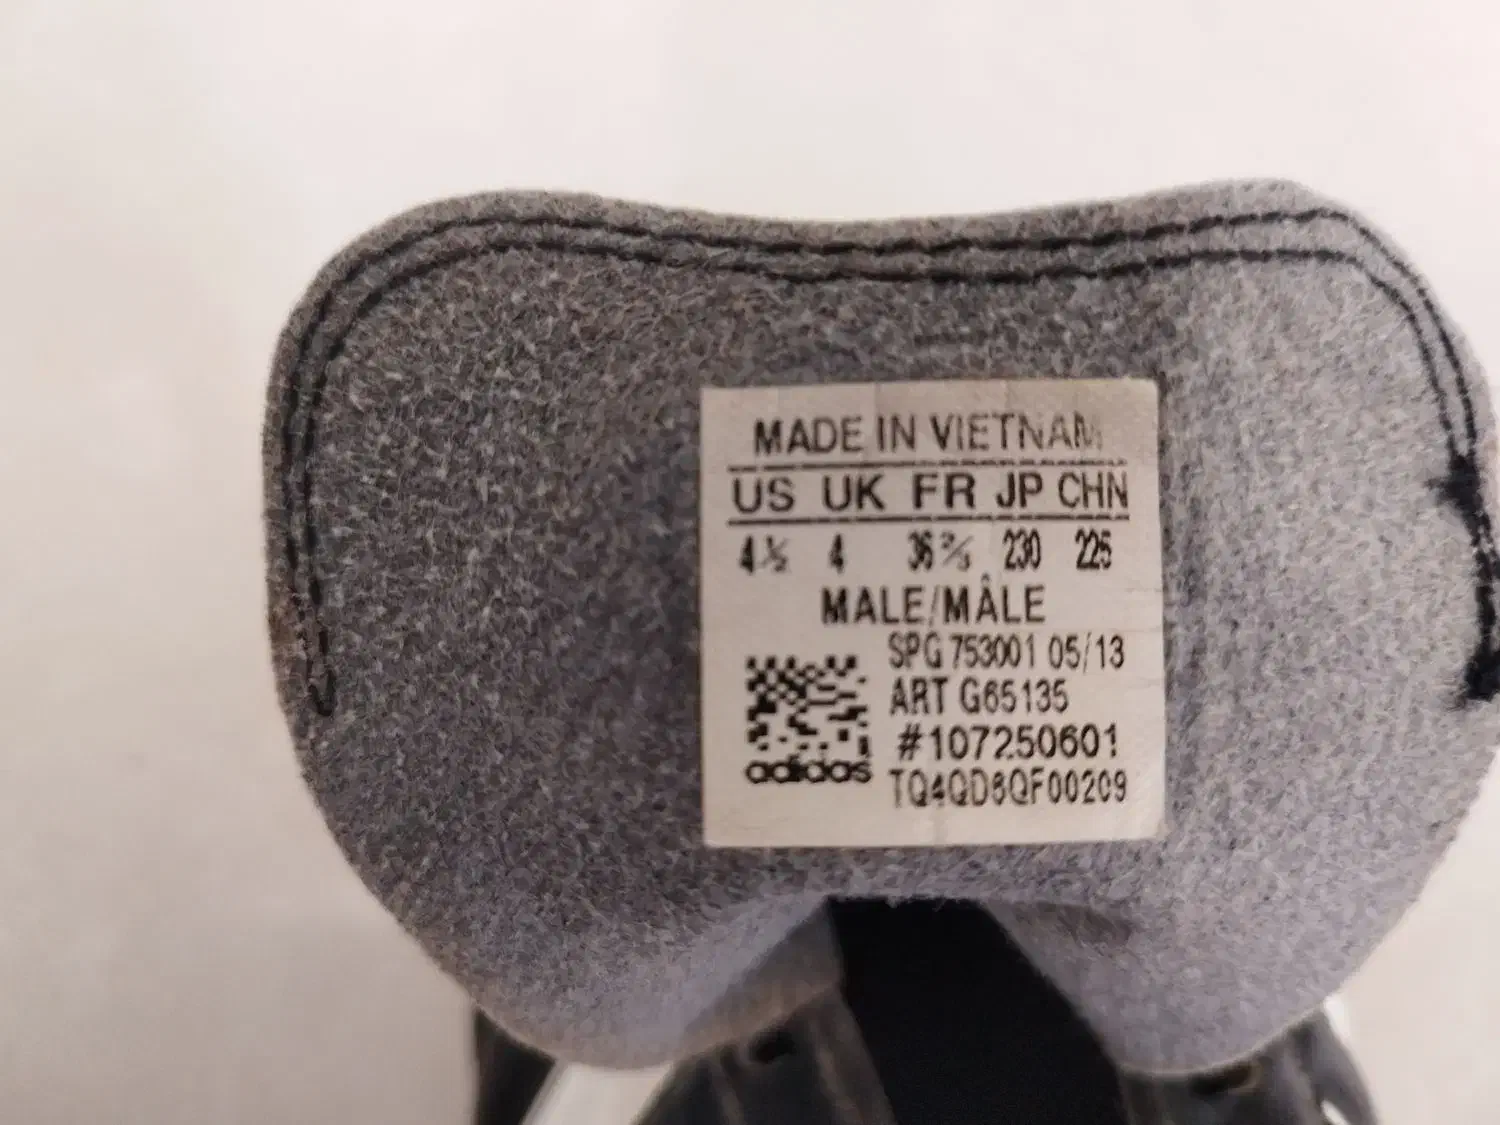 MADE IN VIETNAM
US UK FR JP CHN
4½ 4 36⅔ 230 225
MALE/MÂLE
SPG 753001 05/13
ART G65135
#107250601
adidas
TQ4QD6QF00209